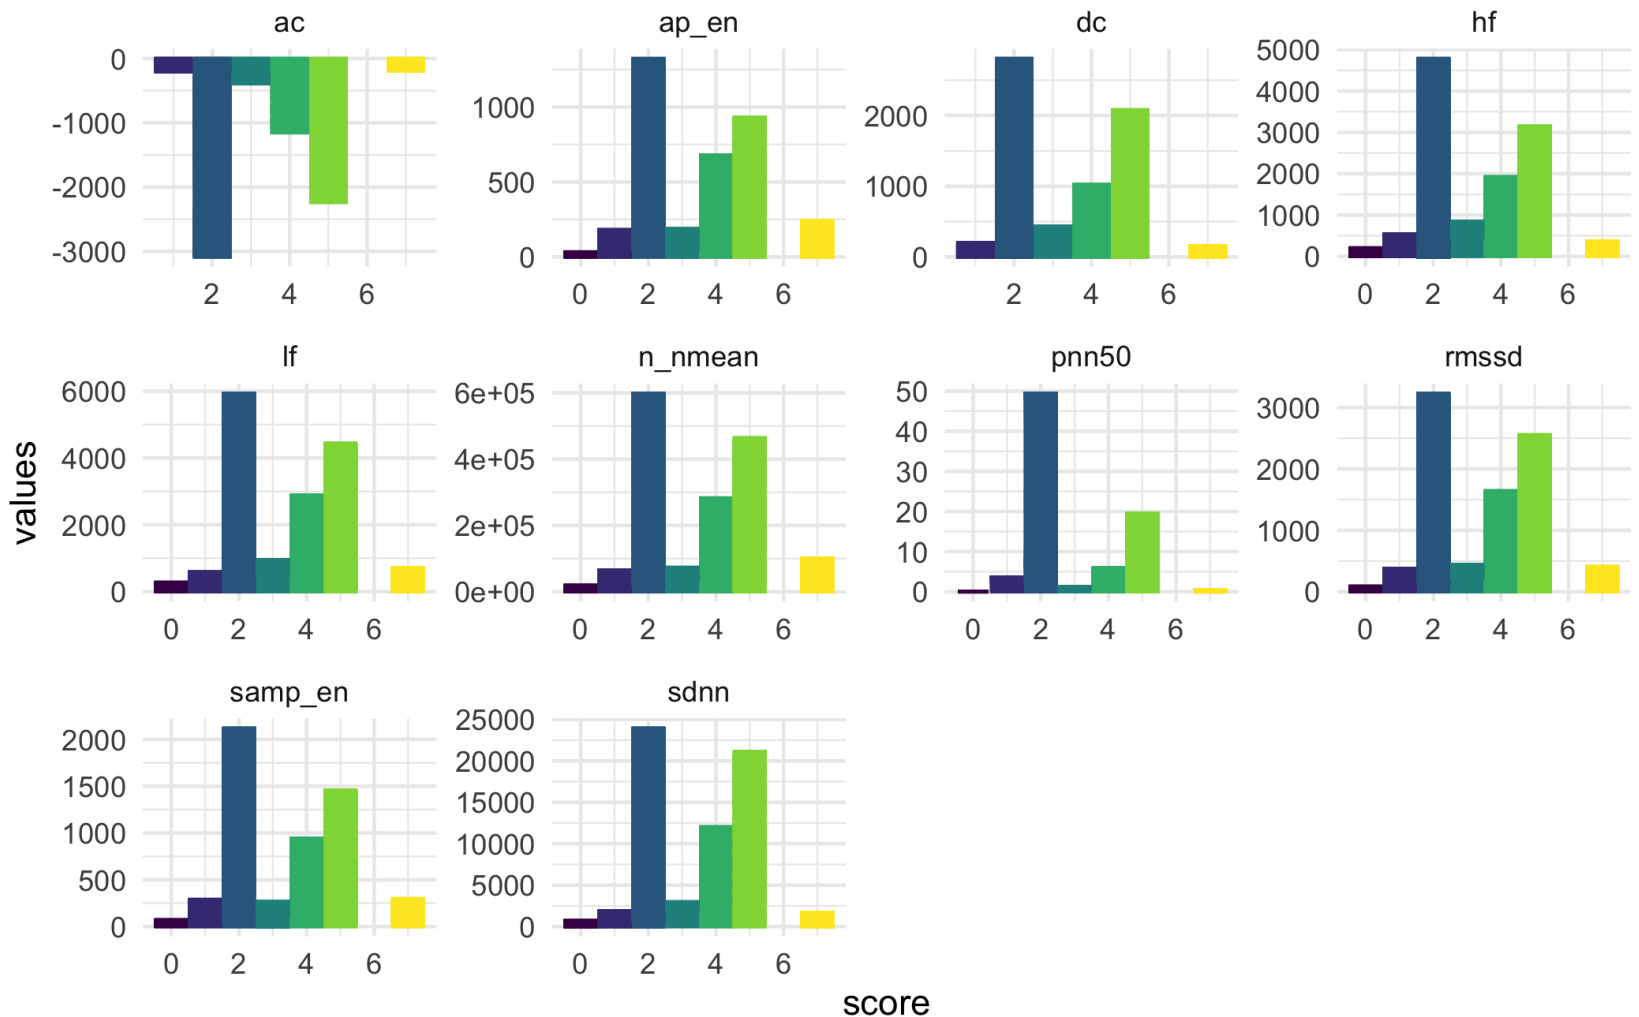 ac
0
-1000
-2000
-3000
2 4 6
ap_en
1000
500
0
0 2 4 6
dc
2000
1000
0
2 4 6
hf
5000
4000
3000
2000
1000
0
0 2 4 6
values
lf
6000
4000
2000
0
0 2 4 6
n_nmean
6e+05
4e+05
2e+05
0e+00
0 2 4 6
pnn50
50
40
30
20
10
0
0 2 4 6
rmssd
3000
2000
1000
0
0 2 4 6
samp_en
2000
1500
1000
500
0
0 2 4 6
sdnn
25000
20000
15000
10000
5000
0
0 2 4 6
score